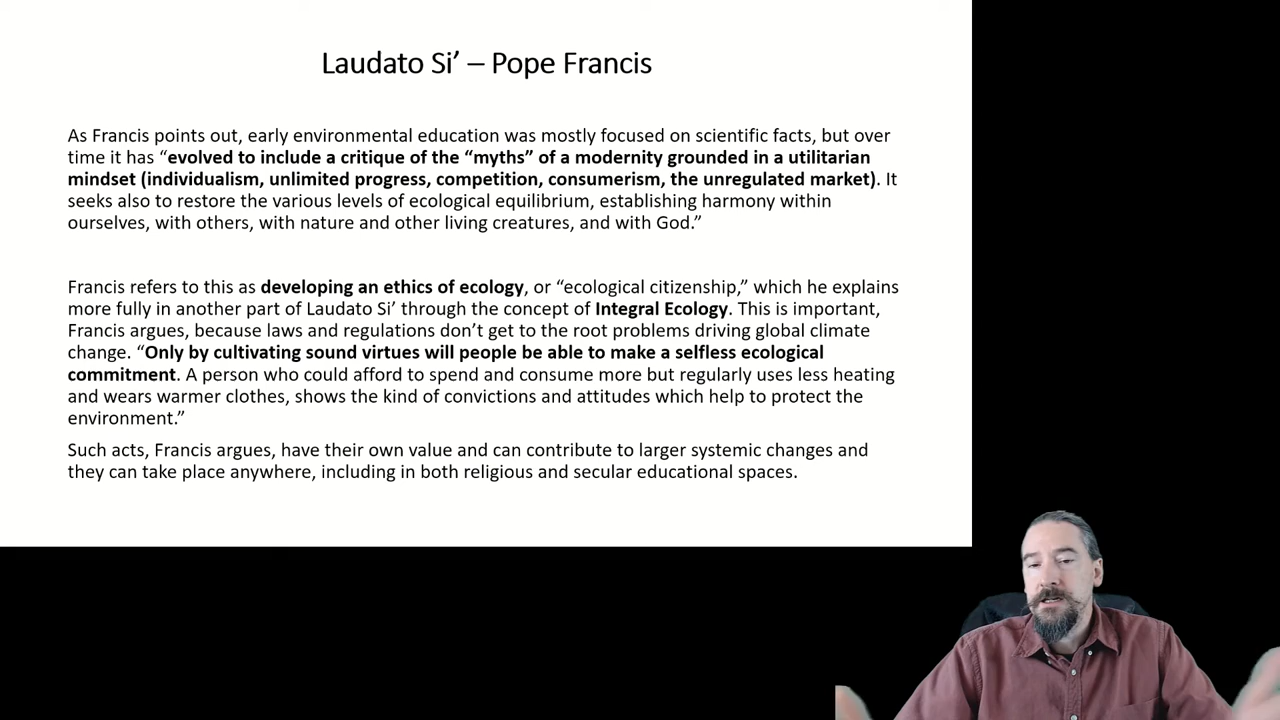 Laudato Si’ – Pope Francis
As Francis points out, early environmental education was mostly focused on scientific facts, but over
time it has “evolved to include a critique of the “myths” of a modernity grounded in a utilitarian
mindset (individualism, unlimited progress, competition, consumerism, the unregulated market). It
seeks also to restore the various levels of ecological equilibrium, establishing harmony within
ourselves, with others, with nature and other living creatures, and with God.”
Francis refers to this as developing an ethics of ecology, or “ecological citizenship,” which he explains
more fully in another part of Laudato Si’ through the concept of Integral Ecology. This is important,
Francis argues, because laws and regulations don’t get to the root problems driving global climate
change. “Only by cultivating sound virtues will people be able to make a selfless ecological
commitment. A person who could afford to spend and consume more but regularly uses less heating
and wears warmer clothes, shows the kind of convictions and attitudes which help to protect the
environment.”
Such acts, Francis argues, have their own value and can contribute to larger systemic changes and
they can take place anywhere, including in both religious and secular educational spaces.